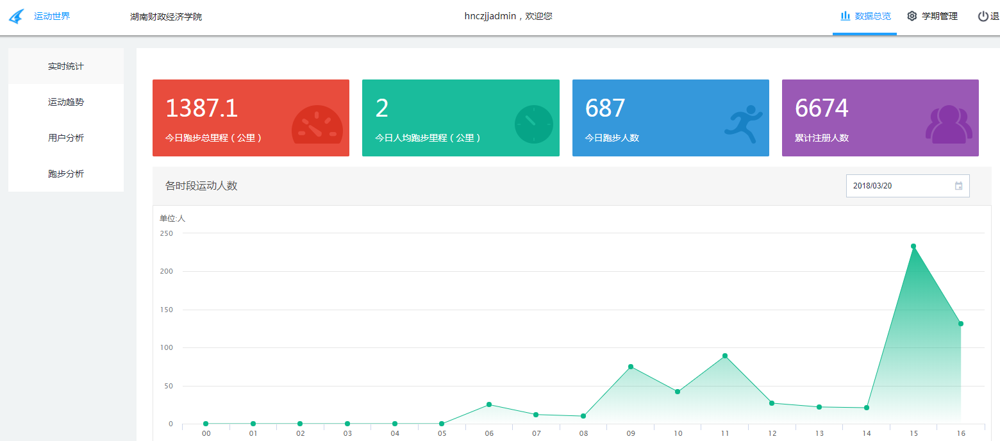 运动世界
湖南财政经济学院
hnczjjadmin，欢迎您
数据总览
学期管理
退
实时统计
运动趋势
用户分析
跑步分析
1387.1
今日跑步总里程（公里）
2
今日人均跑步里程（公里）
687
今日跑步人数
6674
累计注册人数
各时段运动人数
2018/03/20
单位:人
250
200
150
100
50
0
00 01 02 03 04 05 06 07 08 09 10 11 12 13 14 15 16